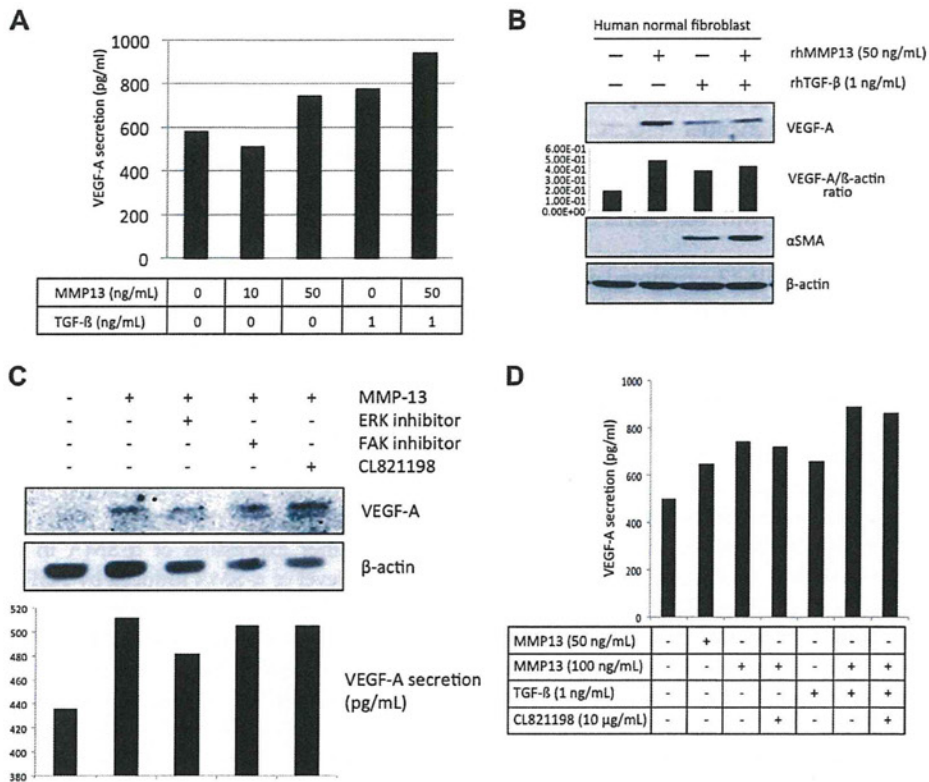 A
VEGF-A secretion (pg/ml)
1000
800
600
400
200
0
MMP13 (ng/mL) 0 10 50 0 50
TGF-ß (ng/mL) 0 0 0 1 1
B
Human normal fibroblast
— + — + rhMMP13 (50 ng/mL)
— — + + rhTGF-β (1 ng/mL)
VEGF-A
6.00E-01
5.00E-01
4.00E-01
3.00E-01
2.00E-01
1.00E-01
0.00E+00
VEGF-A/ß-actin
ratio
αSMA
β-actin
C
- + + + + MMP-13
- - + - - ERK inhibitor
- - - + - FAK inhibitor
- - - - + CL821198
VEGF-A
β-actin
520
500
480
460
440
420
400
380
VEGF-A secretion
(pg/mL)
D
VEGF-A secretion (pg/ml)
1000
800
600
400
200
0
MMP13 (50 ng/mL) - + - - - - -
MMP13 (100 ng/mL) - - + + - + +
TGF-ß (1 ng/mL) - - - - + + +
CL821198 (10 µg/mL) - - - + - - +